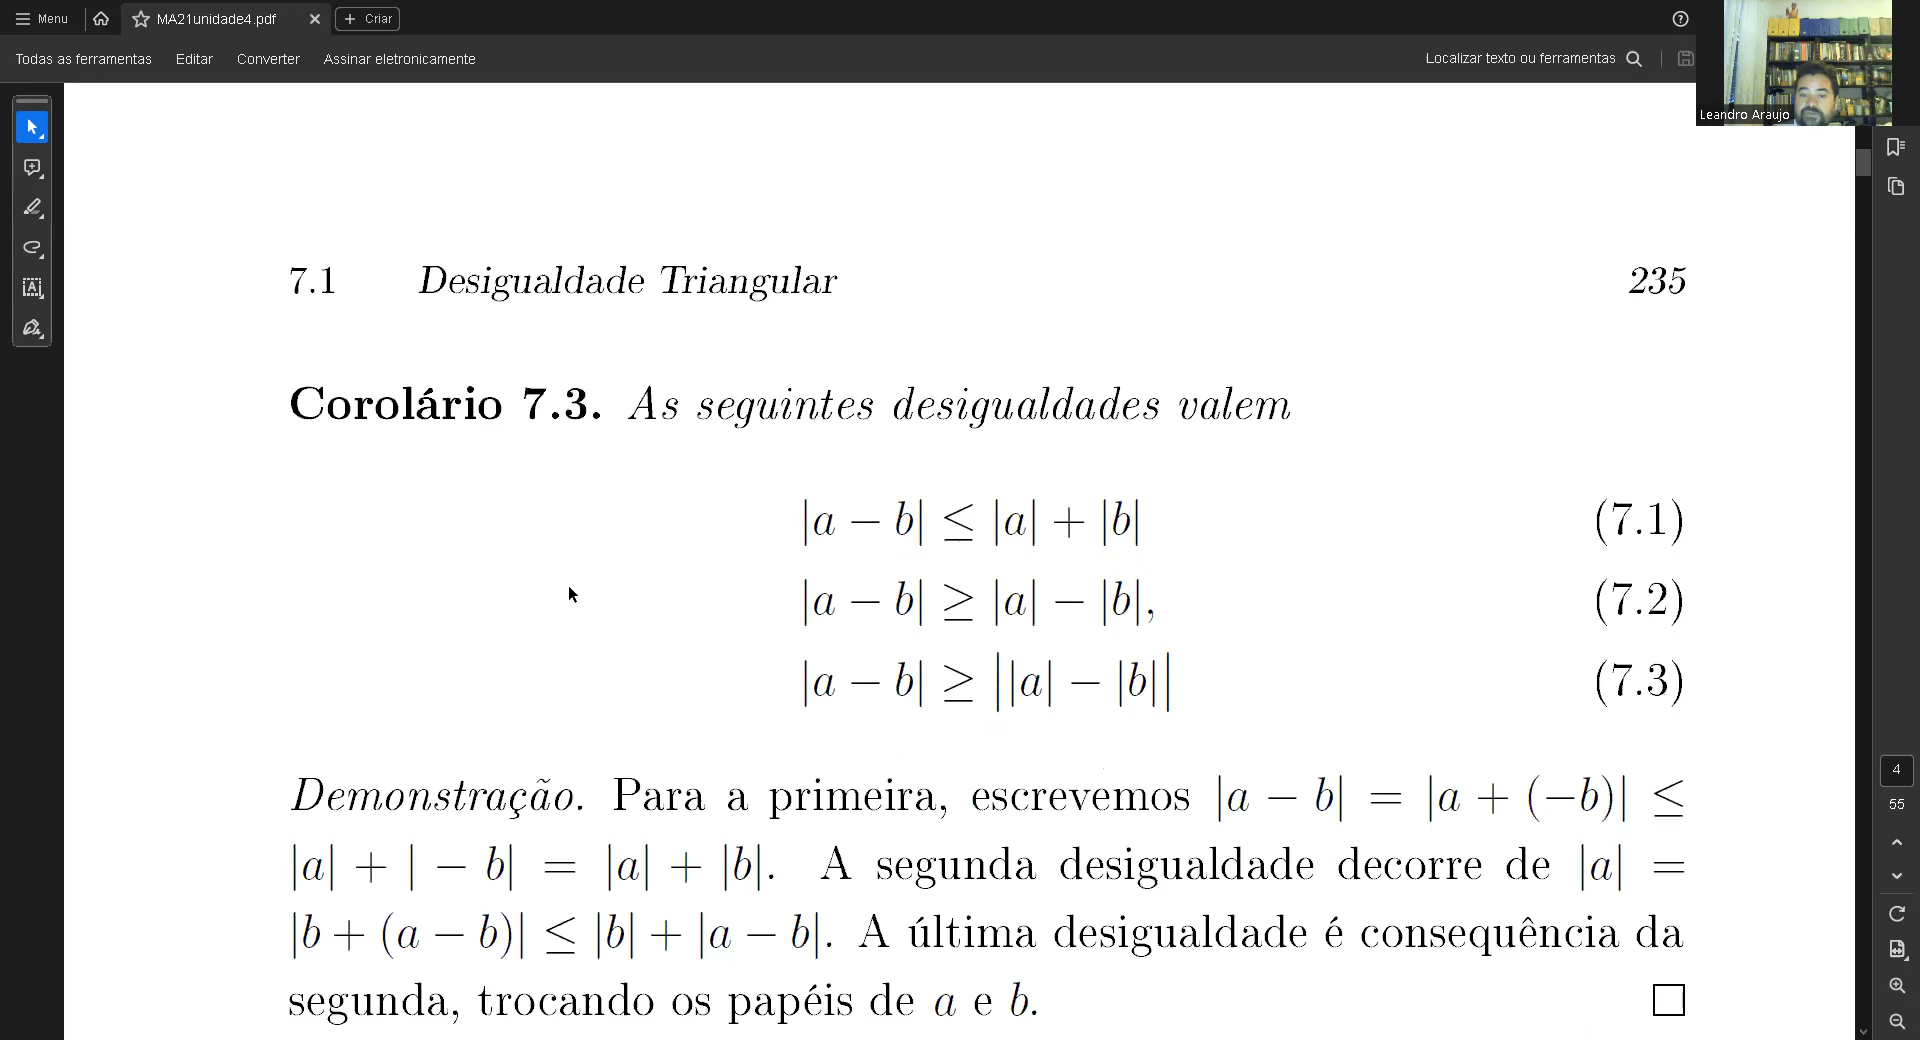 Menu
MA21unidade4.pdf
Criar
Todas as ferramentas
Editar
Converter
Assinar eletronicamente
Localizar texto ou ferramentas
Leandro Araujo
7.1 Desigualdade Triangular 235
Corolário 7.3. As seguintes desigualdades valem
|a − b| ≤ |a| + |b| (7.1)
|a − b| ≥ |a| − |b|, (7.2)
|a − b| ≥ ||a| − |b|| (7.3)
Demonstração. Para a primeira, escrevemos |a − b| = |a + (−b)| ≤
|a| + | − b| = |a| + |b|. A segunda desigualdade decorre de |a| =
|b + (a − b)| ≤ |b| + |a − b|. A última desigualdade é consequência da
segunda, trocando os papéis de a e b. □
4
55